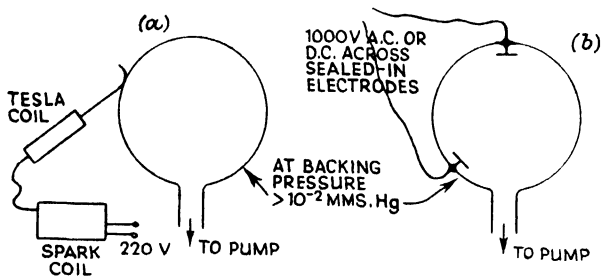 (a)
TESLA
COIL
SPARK
COIL
220 V
TO PUMP
AT BACKING
PRESSURE
>10⁻² MMS.Hg
1000V A.C. OR
D.C. ACROSS
SEALED-IN
ELECTRODES
(b)
TO PUMP